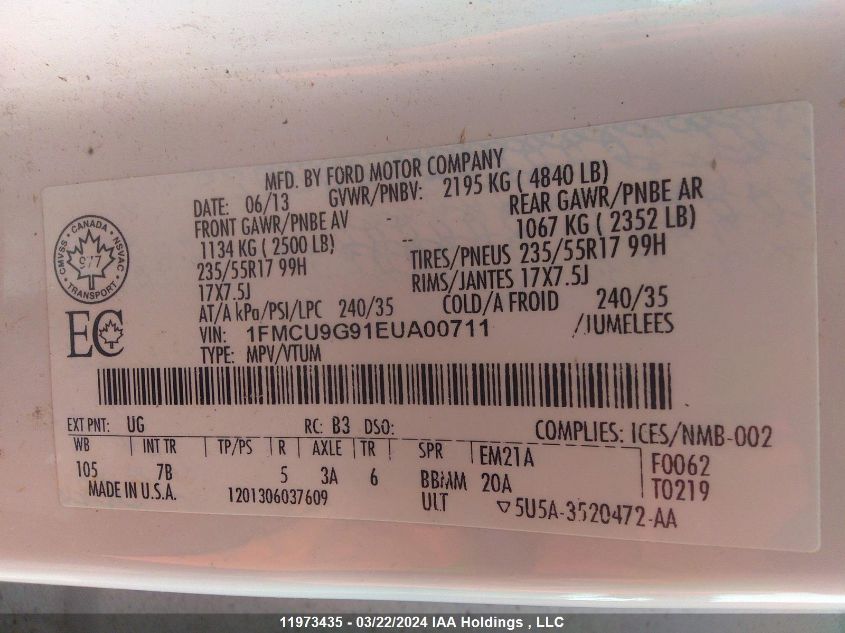 MFD. BY FORD MOTOR COMPANY
DATE: 06/13 GVWR/PNBV: 2195 KG ( 4840 LB)
FRONT GAWR/PNBE AV - REAR GAWR/PNBE AR
1134 KG ( 2500 LB) -- 1067 KG ( 2352 LB)
235/55R17 99H TIRES/PNEUS 235/55R17 99H
17X7.5J RIMS/JANTES 17X7.5J
AT/A kPa/PSI/LPC 240/35 COLD/A FROID 240/35
VIN: 1FMCU9G91EUA00711 /JUMELEES
TYPE: MPV/VTUM
CANADA
CMVSS NSVAC
977
TRANSPORT
EC
EXT PNT: UG RC: B3 DSO: COMPLIES: ICES/NMB-002
WB INT TR TP/PS R AXLE TR SPR EM21A F0062
105 7B 5 3A 6 BBMM 20A T0219
MADE IN U.S.A. 1201306037609 ULT ▽5U5A-3520472-AA
11973435 - 03/22/2024 IAA Holdings , LLC